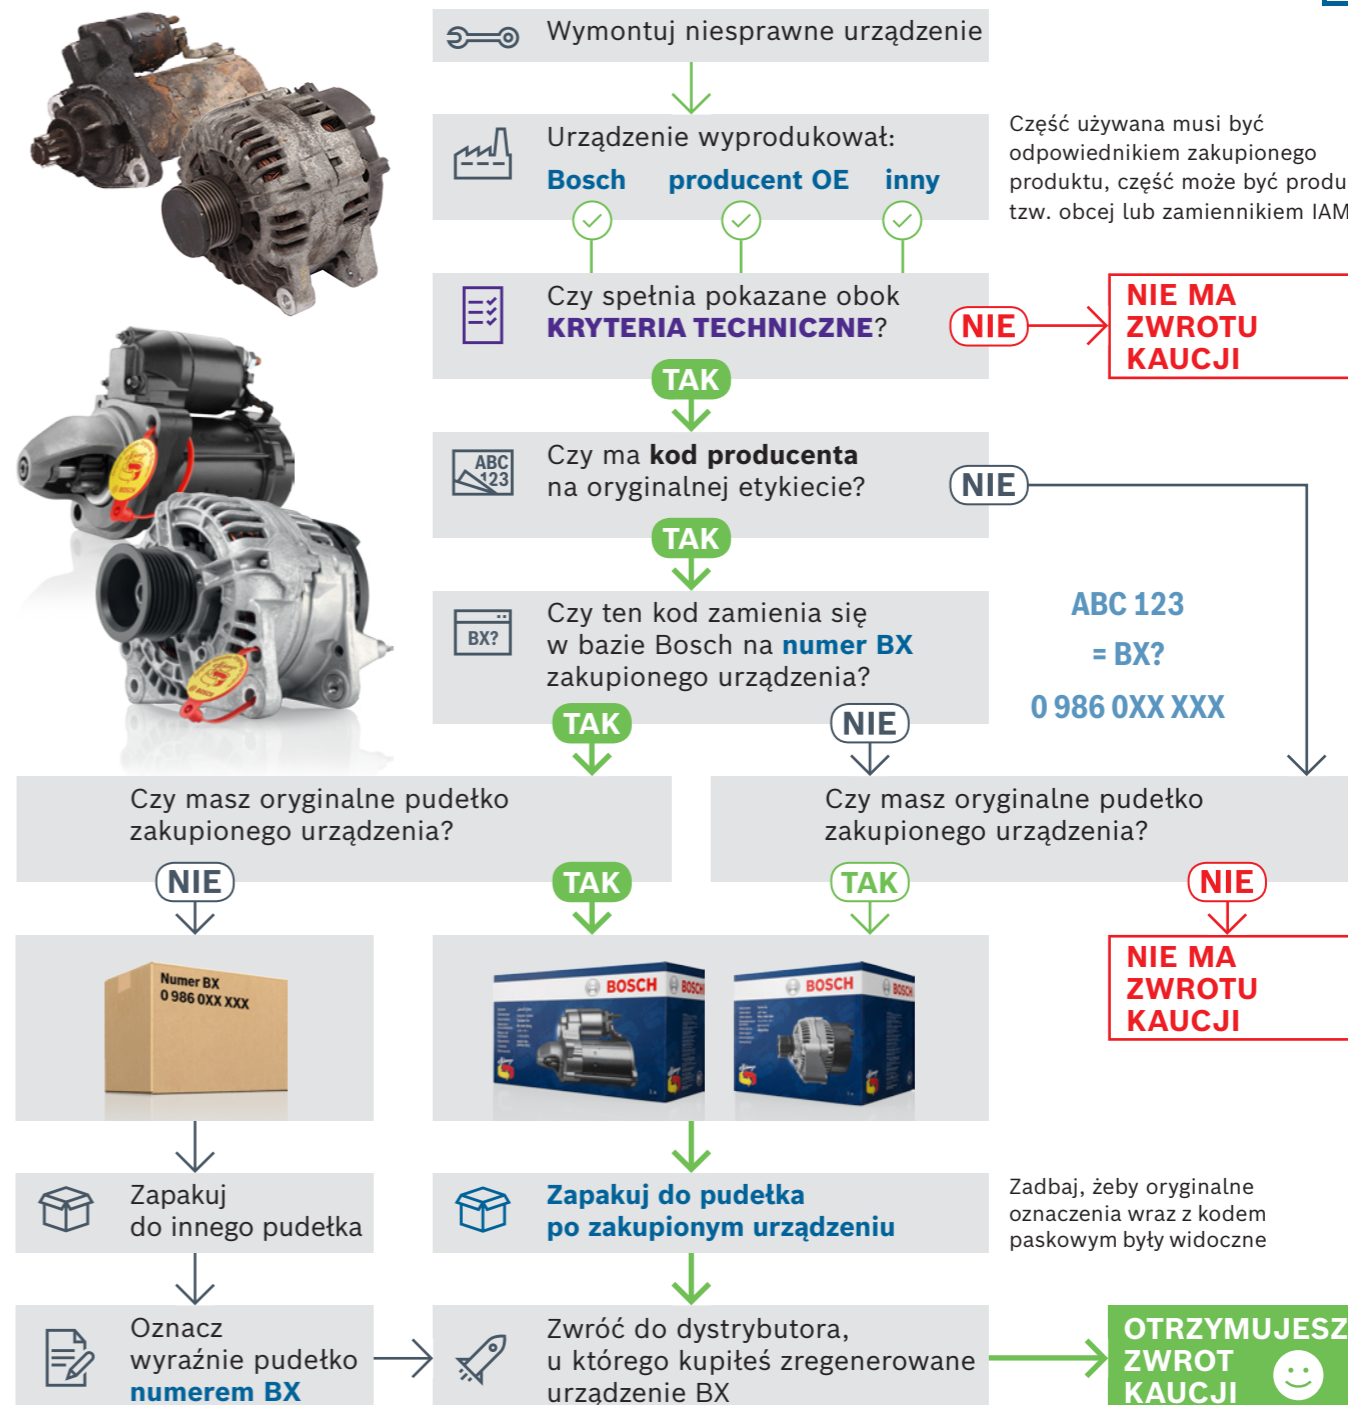 Wymontuj niesprawne urządzenie
Urządzenie wyprodukował:
Bosch producent OE inny
Część używana musi być
odpowiednikiem zakupionego
produktu, część może być
tzw. obcej lub zamiennikiem IAM
Czy spełnia pokazane obok
KRYTERIA TECHNICZNE?
NIE
NIE MA
ZWROTU
KAUCJI
TAK
ABC
123
Czy ma kod producenta
na oryginalnej etykiecie?
NIE
TAK
BX?
Czy ten kod zamienia się
w bazie Bosch na numer BX
zakupionego urządzenia?
ABC 123
= BX?
0 986 0XX XXX
TAK
NIE
Czy masz oryginalne pudełko
zakupionego urządzenia?
Czy masz oryginalne pudełko
zakupionego urządzenia?
NIE
TAK
TAK
NIE
Numer BX
0 986 0XX XXX
BOSCH
BOSCH
BOSCH
BOSCH
NIE MA
ZWROTU
KAUCJI
Zapakuj
do innego pudełka
Zapakuj do pudełka
po zakupionym urządzeniu
Zadbaj, żeby oryginalne
oznaczenia wraz z kodem
paskowym były widoczne
Oznacz
wyraźnie pudełko
numerem BX
Zwróć do dystrybutora,
u którego kupiłeś zregenerowane
urządzenie BX
OTRZYMUJESZ
ZWROT
KAUCJI